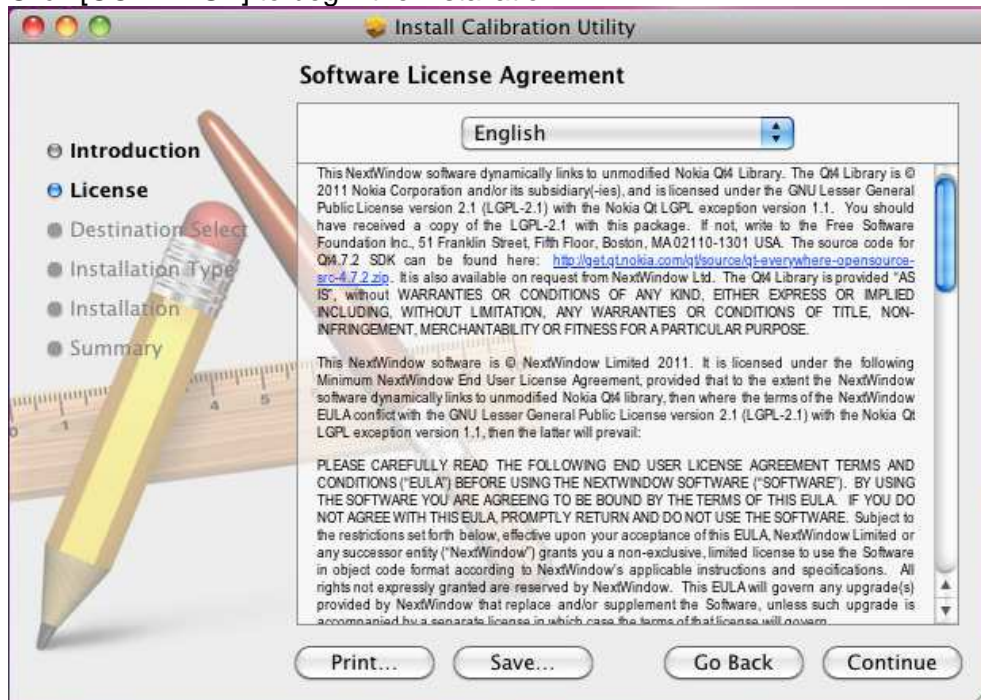 Install Calibration Utility
Software License Agreement
English
Introduction
License
Destination Select
Installation Type
Installation
Summary
This NextWindow software dynamically links to unmodified Nokia Qt4 Library. The Qt4 Library is ©
2011 Nokia Corporation and/or its subsidiary(-ies), and is licensed under the GNU Lesser General
Public License version 2.1 (LGPL-2.1) with the Nokia Qt LGPL exception version 1.1. You should
have received a copy of the LGPL-2.1 with this package. If not, write to the Free Software
Foundation Inc., 51 Franklin Street, Fifth Floor, Boston, MA 02110-1301 USA. The source code for
Qt4.7.2 SDK can be found here: http://get.qt.nokia.com/qt/source/qt-everywhere-opensource-
src-4.7.2.zip. It is also available on request from NextWindow Ltd. The Qt4 Library is provided "AS
IS", without WARRANTIES OR CONDITIONS OF ANY KIND, EITHER EXPRESS OR IMPLIED
INCLUDING, WITHOUT LIMITATION, ANY WARRANTIES OR CONDITIONS OF TITLE, NON-
INFRINGEMENT, MERCHANTABILITY OR FITNESS FOR A PARTICULAR PURPOSE.
This NextWindow software is © NextWindow Limited 2011. It is licensed under the following
Minimum NextWindow End User License Agreement, provided that to the extent the NextWindow
software dynamically links to unmodified Nokia Qt4 library, then where the terms of the NextWindow
EULA conflict with the GNU Lesser General Public License version 2.1 (LGPL-2.1) with the Nokia Qt
LGPL exception version 1.1, then the latter will prevail:
PLEASE CAREFULLY READ THE FOLLOWING END USER LICENSE AGREEMENT TERMS AND
CONDITIONS ("EULA") BEFORE USING THE NEXTWINDOW SOFTWARE ("SOFTWARE"). BY USING
THE SOFTWARE YOU ARE AGREEING TO BE BOUND BY THE TERMS OF THIS EULA. IF YOU DO
NOT AGREE WITH THIS EULA, PROMPTLY RETURN AND DO NOT USE THE SOFTWARE. Subject to
the restrictions set forth below, effective upon your acceptance of this EULA, NextWindow Limited or
any successor entity ("NextWindow") grants you a non-exclusive, limited license to use the Software
in object code format according to NextWindow's applicable instructions and specifications. All
rights not expressly granted are reserved by NextWindow. This EULA will govern any upgrade(s)
provided by NextWindow that replace and/or supplement the Software, unless such upgrade is
accompanied by a separate license in which case the terms of that license will govern.
0 1 4 5
Print... Save... Go Back Continue